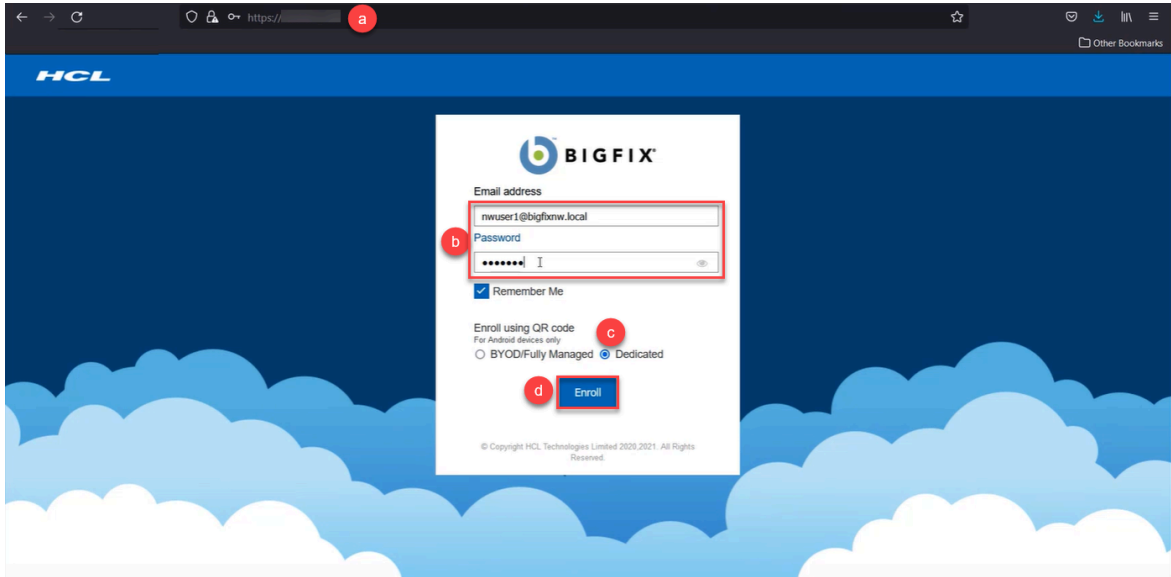 https:// a
Other Bookmarks
HCL
BIGFIX
Email address
nwuser1@bigfixnw.local
b
Password
Remember Me
Enroll using QR code
c
For Android devices only
BYOD/Fully Managed Dedicated
d Enroll
© Copyright HCL Technologies Limited 2020,2021. All Rights
Reserved.